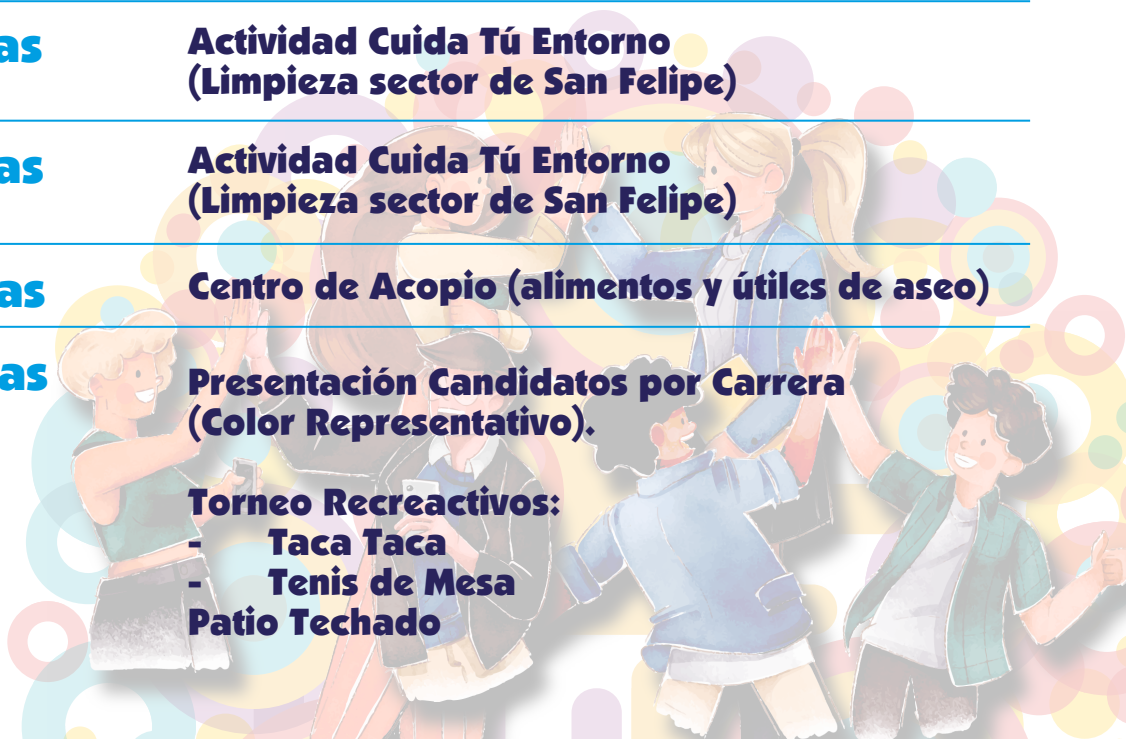 as Actividad Cuida Tú Entorno
(Limpieza sector de San Felipe)
as Actividad Cuida Tú Entorno
(Limpieza sector de San Felipe)
as Centro de Acopio (alimentos y útiles de aseo)
as Presentación Candidatos por Carrera
(Color Representativo).
Torneo Recreactivos:
- Taca Taca
- Tenis de Mesa
Patio Techado